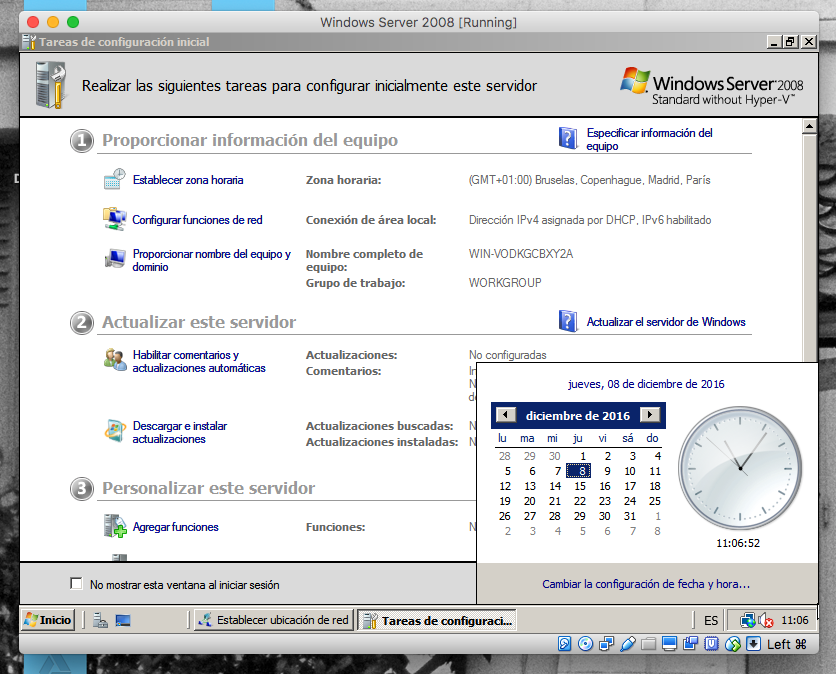 Windows Server 2008 [Running]
Tareas de configuración inicial
Realizar las siguientes tareas para configurar inicialmente este servidor
Windows Server 2008
Standard without Hyper-V™
1 Proporcionar información del equipo
Especificar información del
equipo
Establecer zona horaria Zona horaria: (GMT+01:00) Bruselas, Copenhague, Madrid, París
Configurar funciones de red Conexión de área local: Dirección IPv4 asignada por DHCP, IPv6 habilitado
Proporcionar nombre del equipo y
dominio
Nombre completo de
equipo:
WIN-VODKGCBXY2A
Grupo de trabajo: WORKGROUP
2 Actualizar este servidor
Actualizar el servidor de Windows
Habilitar comentarios y
actualizaciones automáticas
Actualizaciones: No configuradas
Comentarios:
Descargar e instalar
actualizaciones
Actualizaciones buscadas: N
Actualizaciones instaladas: N
3 Personalizar este servidor
Agregar funciones Funciones: N
No mostrar esta ventana al iniciar sesión
jueves, 08 de diciembre de 2016
diciembre de 2016
lu ma mi ju vi sá do
28 29 30 1 2 3 4
5 6 7 8 9 10 11
12 13 14 15 16 17 18
19 20 21 22 23 24 25
26 27 28 29 30 31 1
2 3 4 5 6 7 8
11:06:52
Cambiar la configuración de fecha y hora...
Inicio
Establecer ubicación de red
Tareas de configuraci...
ES
11:06
Left ⌘